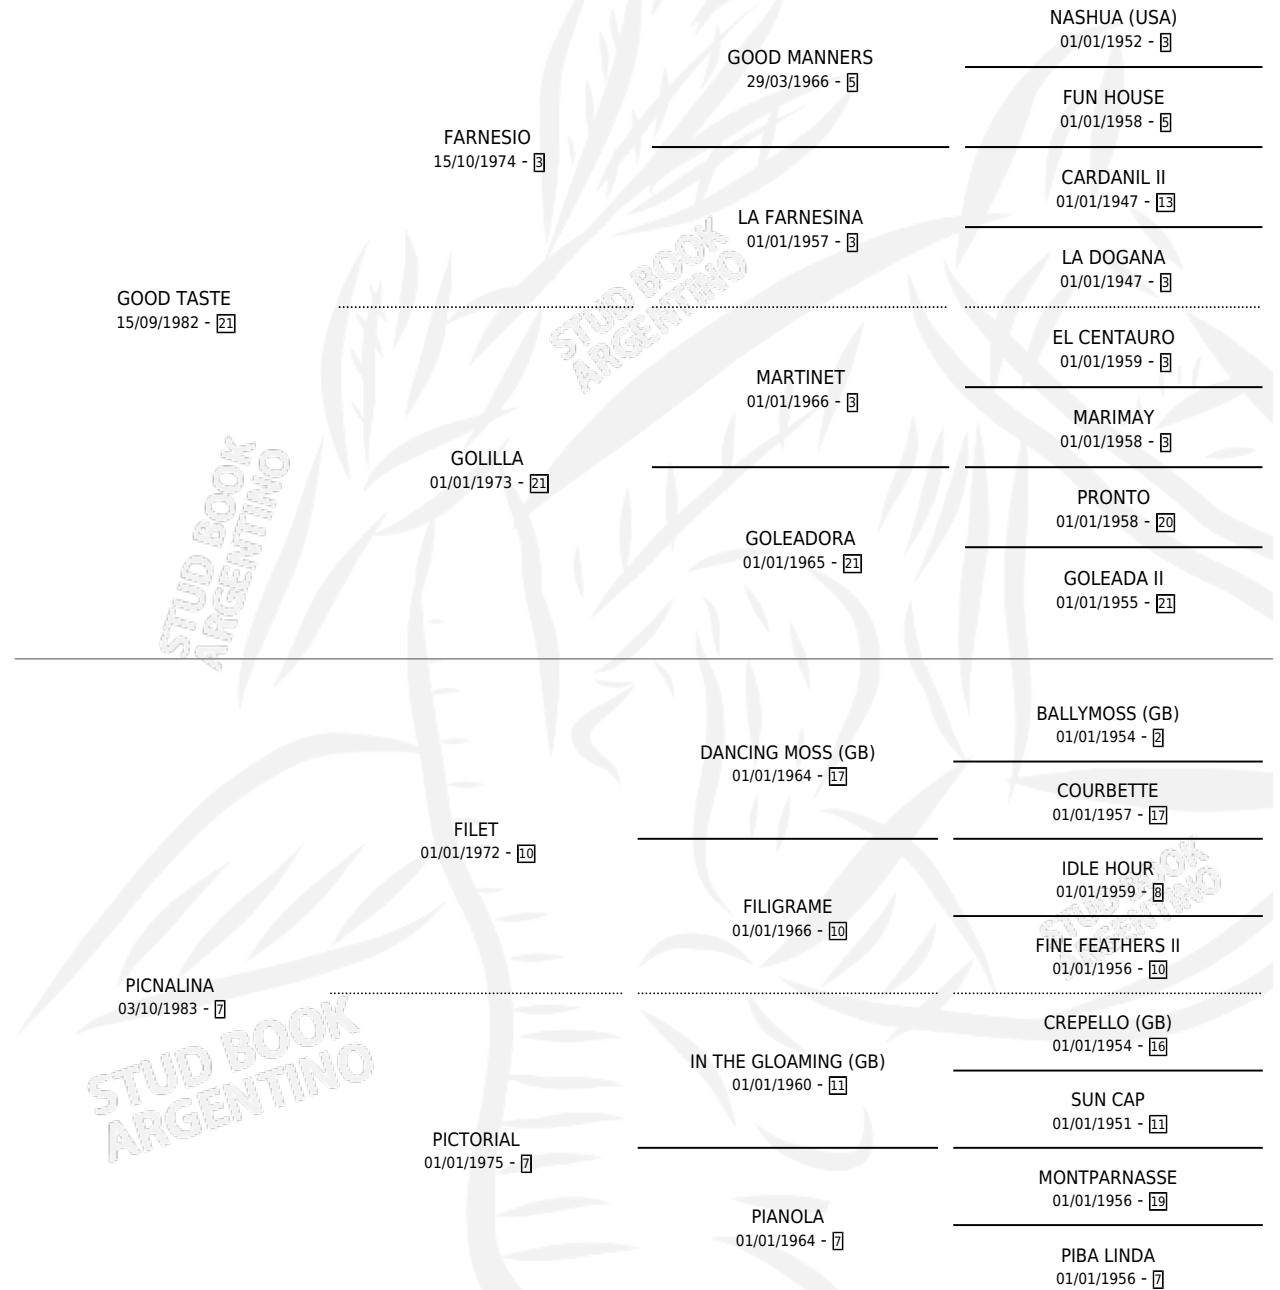 NASHUA (USA)
01/01/1952 - 3
GOOD MANNERS
29/03/1966 - 5
FUN HOUSE
01/01/1958 - 5
FARNESIO
15/10/1974 - 3
CARDANIL II
01/01/1947 - 13
LA FARNESINA
01/01/1957 - 3
LA DOGANA
01/01/1947 - 3
GOOD TASTE
15/09/1982 - 21
EL CENTAURO
01/01/1959 - 3
MARTINET
01/01/1966 - 3
MARIMAY
01/01/1958 - 3
GOLILLA
01/01/1973 - 21
PRONTO
01/01/1958 - 20
GOLEADORA
01/01/1965 - 21
GOLEADA II
01/01/1955 - 21
STUD BOOK
ARGENTINO
STUD BOOK
ARGENTINO
BALLYMOSS (GB)
01/01/1954 - 2
DANCING MOSS (GB)
01/01/1964 - 17
COURBETTE
01/01/1957 - 17
FILET
01/01/1972 - 10
IDLE HOUR
01/01/1959 - 8
FILIGRAME
01/01/1966 - 10
FINE FEATHERS II
01/01/1956 - 10
PICNALINA
03/10/1983 - 7
CREPELLO (GB)
01/01/1954 - 16
IN THE GLOAMING (GB)
01/01/1960 - 11
SUN CAP
01/01/1951 - 11
PICTORIAL
01/01/1975 - 7
MONTPARNASSE
01/01/1956 - 19
PIANOLA
01/01/1964 - 7
PIBA LINDA
01/01/1956 - 7
STUD BOOK
ARGENTINO
STUD BOOK
ARGENTINO